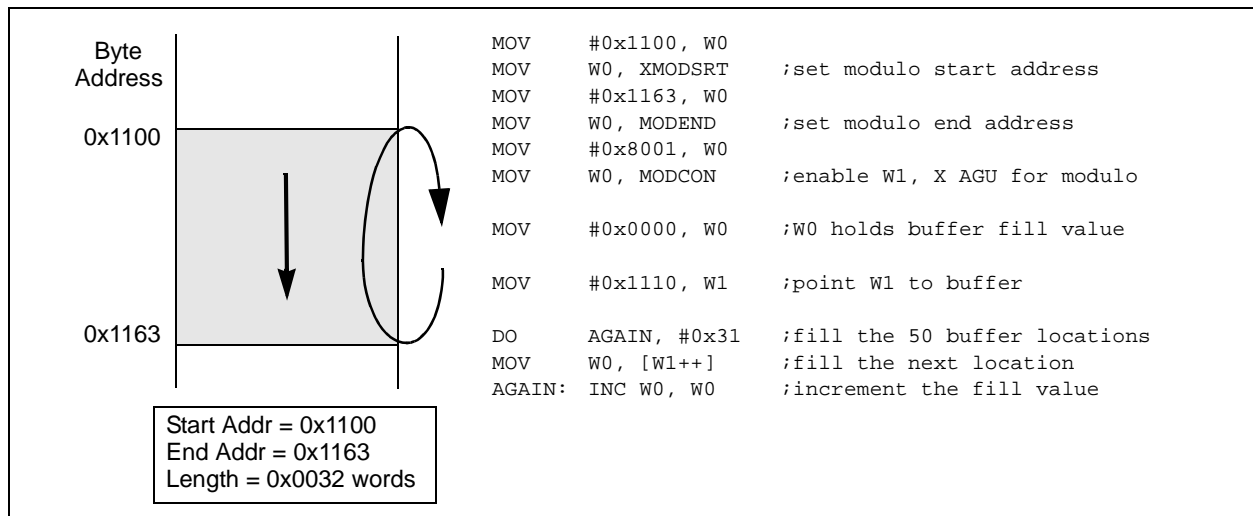 Byte
Address
0x1100
0x1163
Start Addr = 0x1100
End Addr = 0x1163
Length = 0x0032 words
MOV #0x1100, W0
MOV W0, XMODSRT ;set modulo start address
MOV #0x1163, W0
MOV W0, MODEND ;set modulo end address
MOV #0x8001, W0
MOV W0, MODCON ;enable W1, X AGU for modulo
MOV #0x0000, W0 ;W0 holds buffer fill value
MOV #0x1110, W1 ;point W1 to buffer
DO AGAIN, #0x31 ;fill the 50 buffer locations
MOV W0, [W1++] ;fill the next location
AGAIN: INC W0, W0 ;increment the fill value